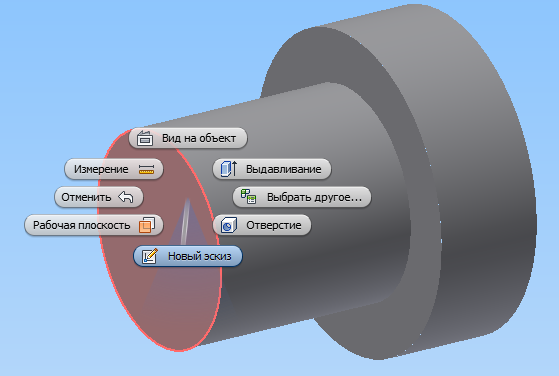 Вид на объект
Измерение
Выдавливание
Отменить
Выбрать другое...
Рабочая плоскость
Отверстие
Новый эскиз